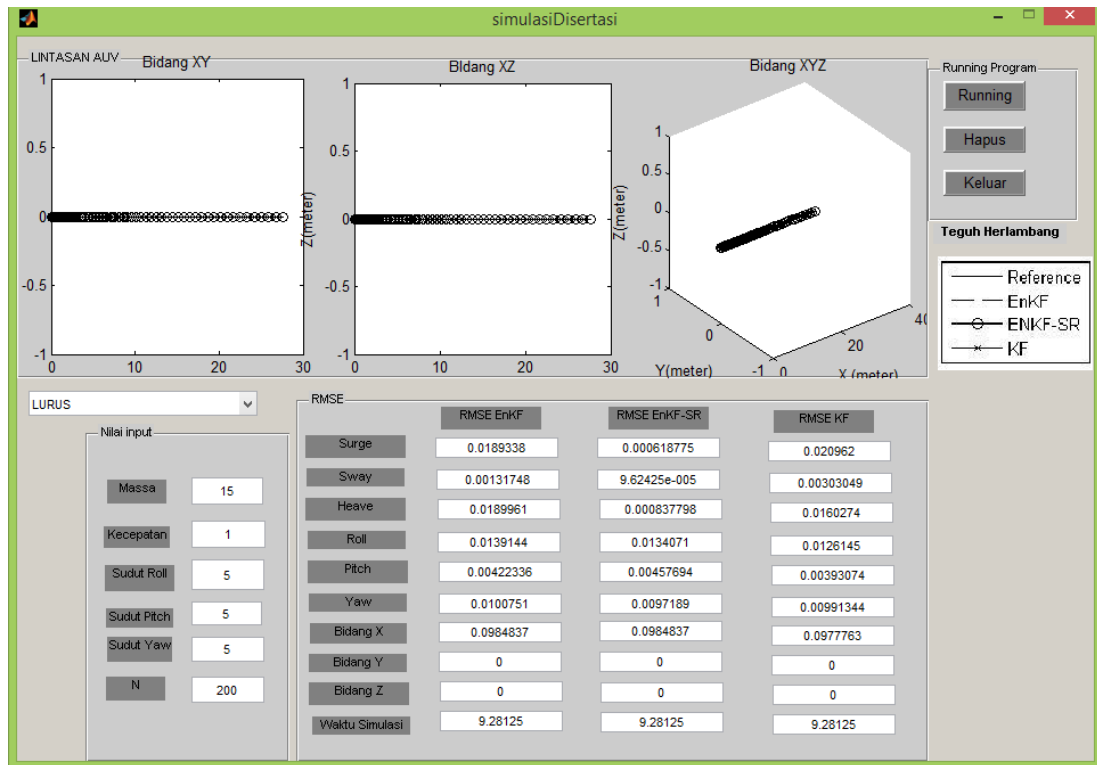 simulasiDisertasi
LINTASAN AUV
Bidang XY
BIdang XZ
Bidang XYZ
1
0.5
0
-0.5
-1
0
10
20
30
Z(meter)
1
0.5
0
-0.5
-1
0
10
20
30
Z(meter)
1
0.5
0
-0.5
-1
1
0
-1
Y(meter)
0
20
40
X (meter)
Running Program
Running
Hapus
Keluar
Teguh Herlambang
Reference
EnKF
ENKF-SR
KF
LURUS
Nilai input
Massa 15
Kecepatan 1
Sudut Roll 5
Sudut Pitch 5
Sudut Yaw 5
N 200
RMSE
RMSE EnKF RMSE EnKF-SR RMSE KF
Surge 0.0189338 0.000618775 0.020962
Sway 0.00131748 9.62425e-005 0.00303049
Heave 0.0189961 0.000837798 0.0160274
Roll 0.0139144 0.0134071 0.0126145
Pitch 0.00422336 0.00457694 0.00393074
Yaw 0.0100751 0.0097189 0.00991344
Bidang X 0.0984837 0.0984837 0.0977763
Bidang Y 0 0 0
Bidang Z 0 0 0
Waktu Simulasi 9.28125 9.28125 9.28125